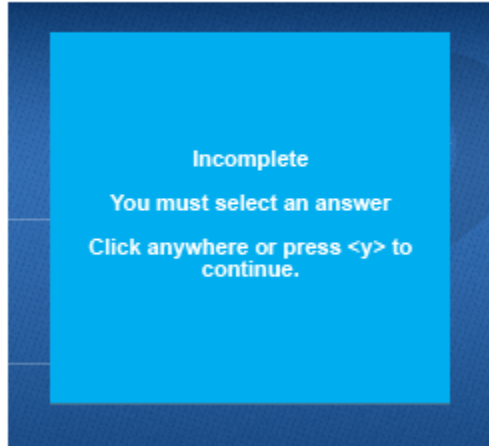 Incomplete
You must select an answer
Click anywhere or press <y> to
continue.